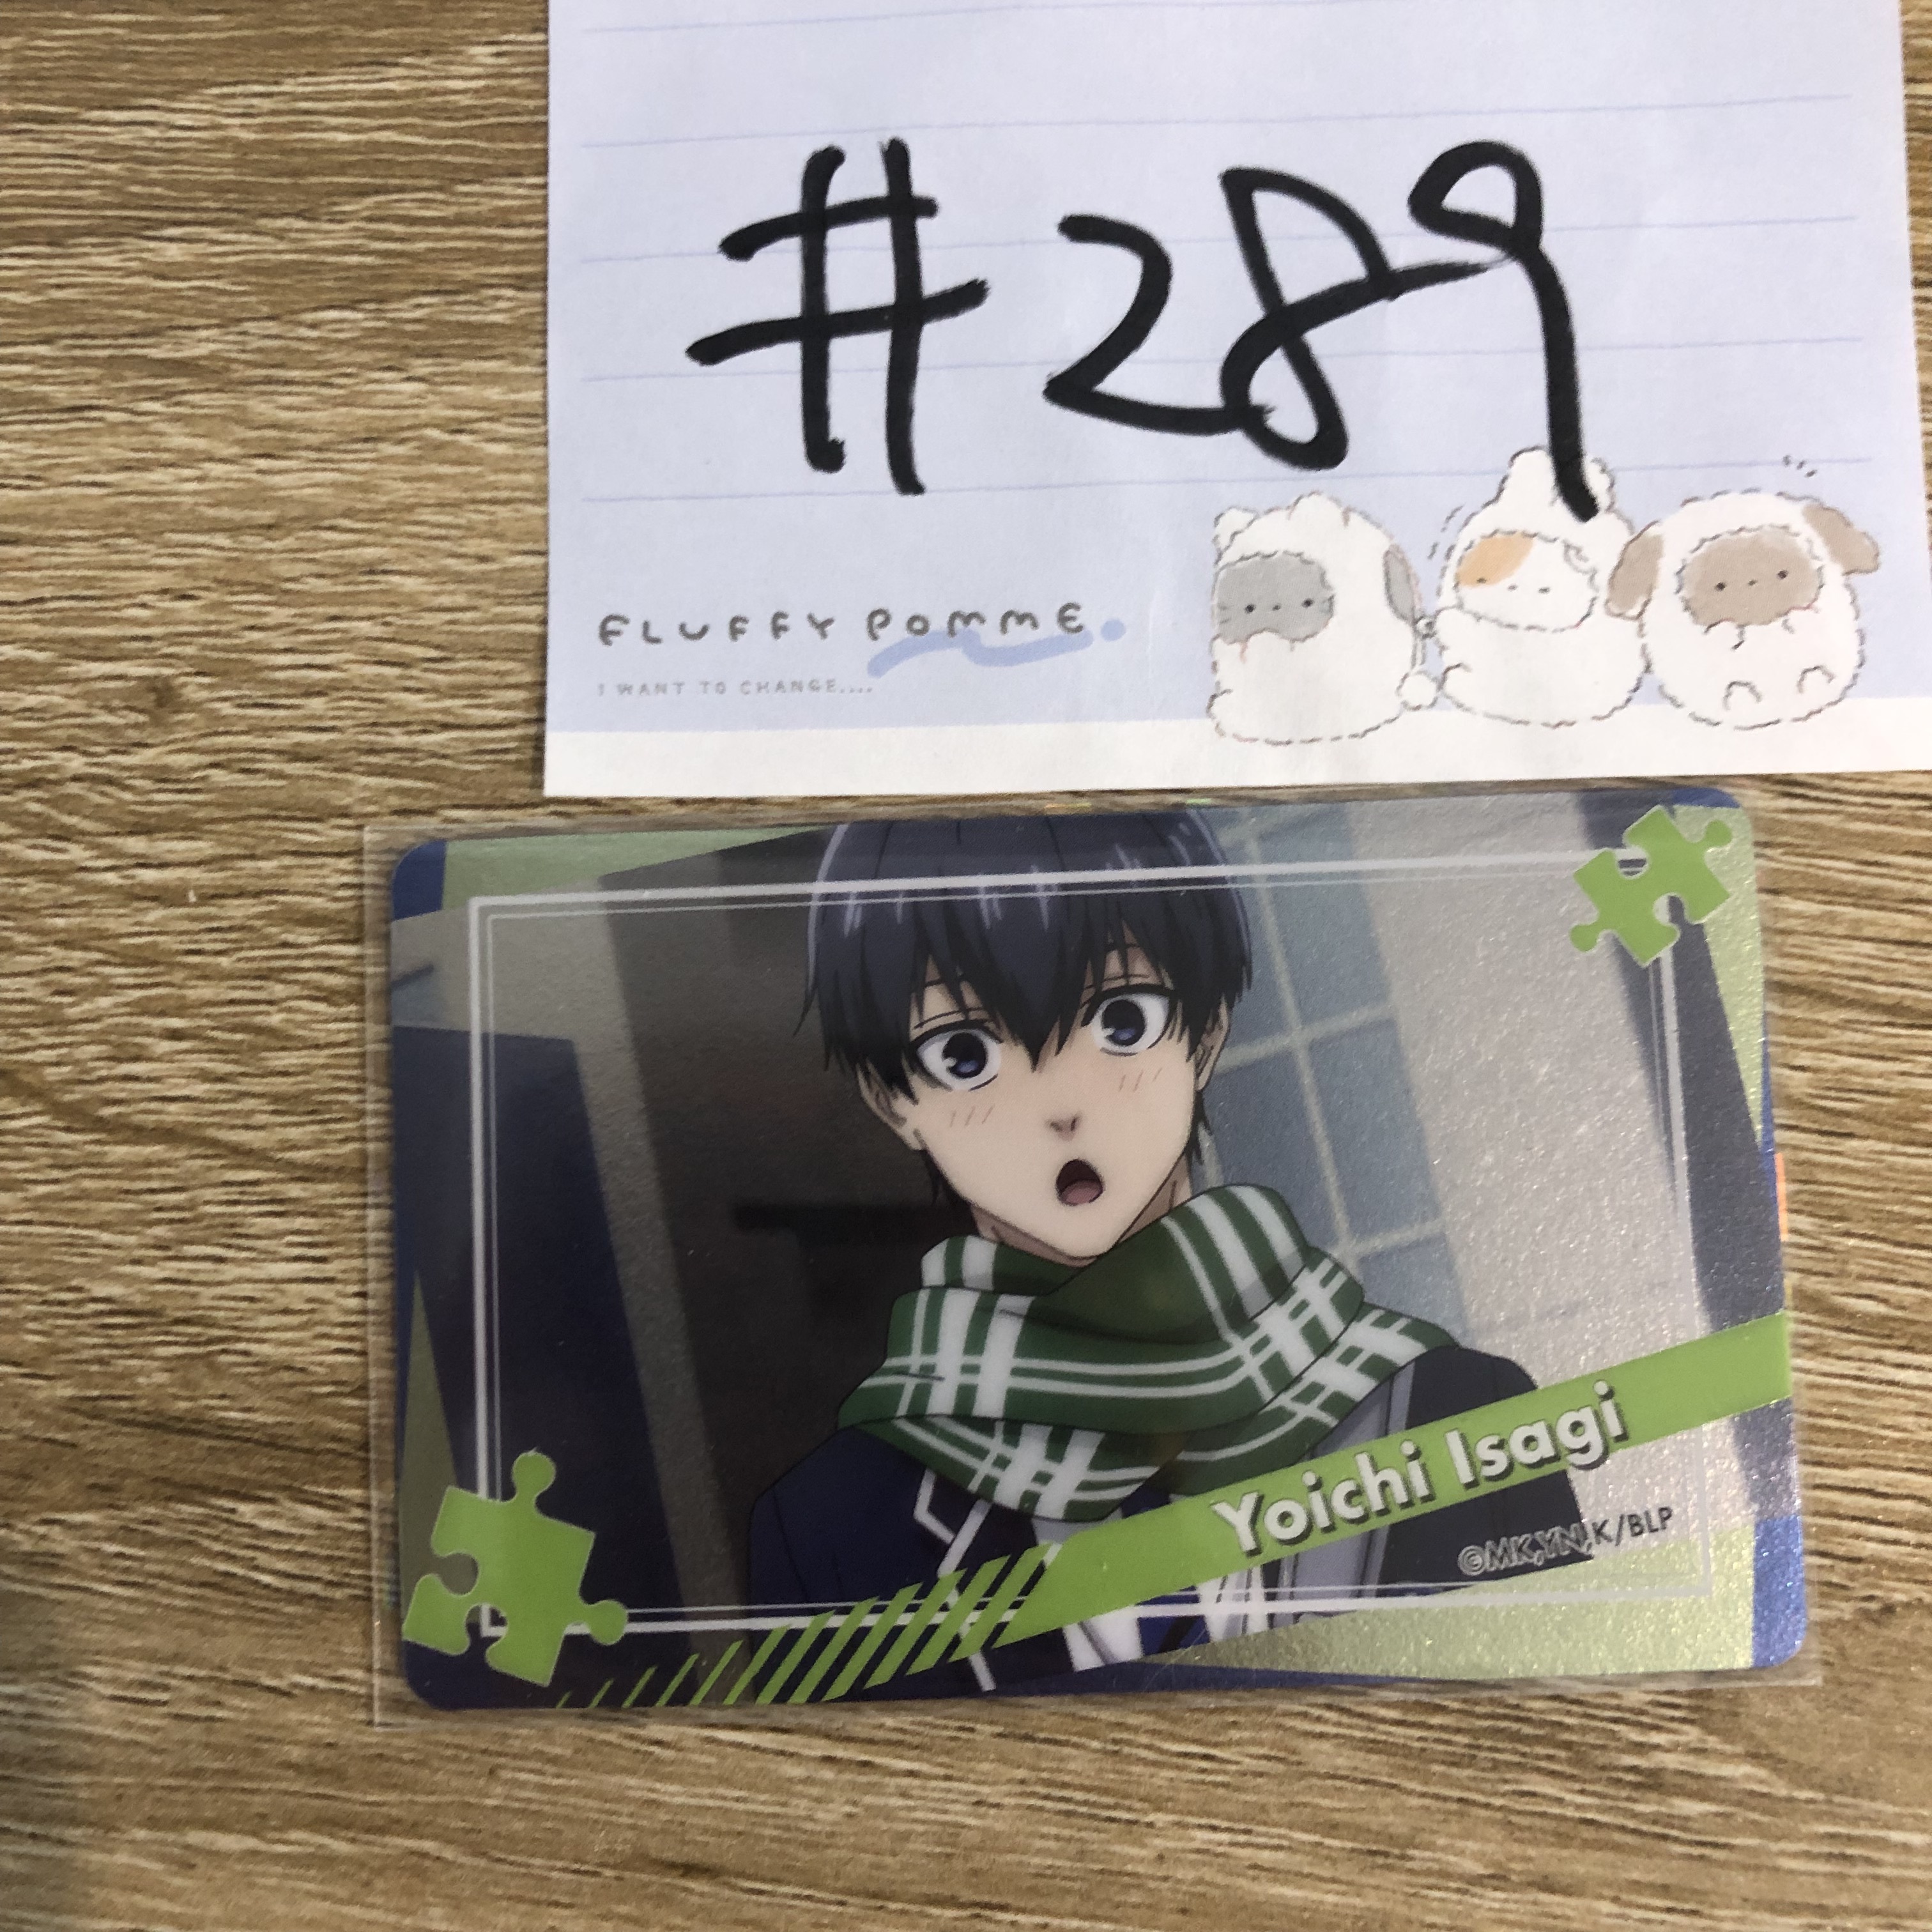 #289
FLUFFY POMME.
I WANT TO CHANGE....
Yoichi Isagi
©MK,YN,K/BLP